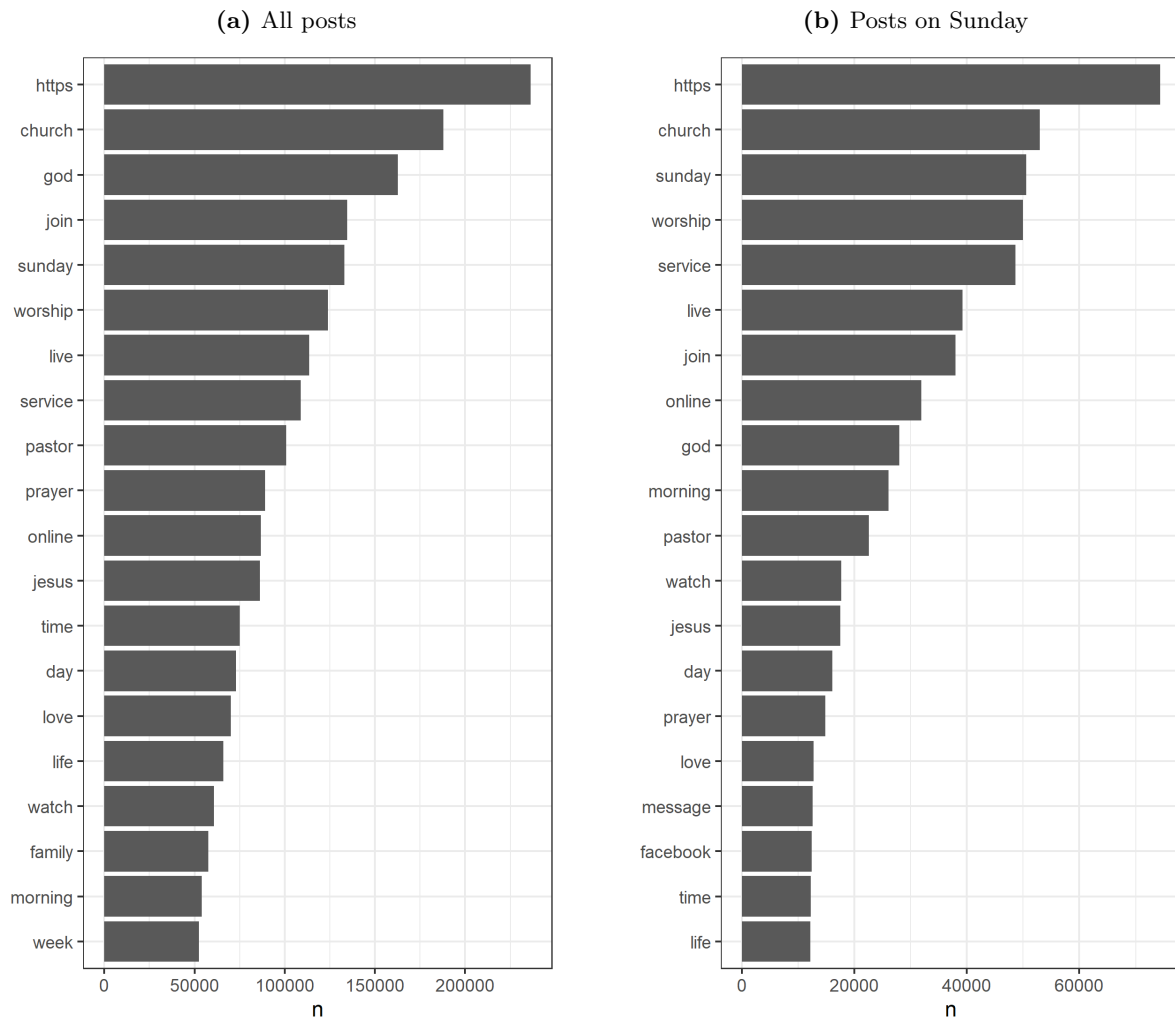 (a) All posts
https
church
god
join
sunday
worship
live
service
pastor
prayer
online
jesus
time
day
love
life
watch
family
morning
week
0 50000 100000 150000 200000
n
(b) Posts on Sunday
https
church
sunday
worship
service
live
join
online
god
morning
pastor
watch
jesus
day
prayer
love
message
facebook
time
life
0 20000 40000 60000
n